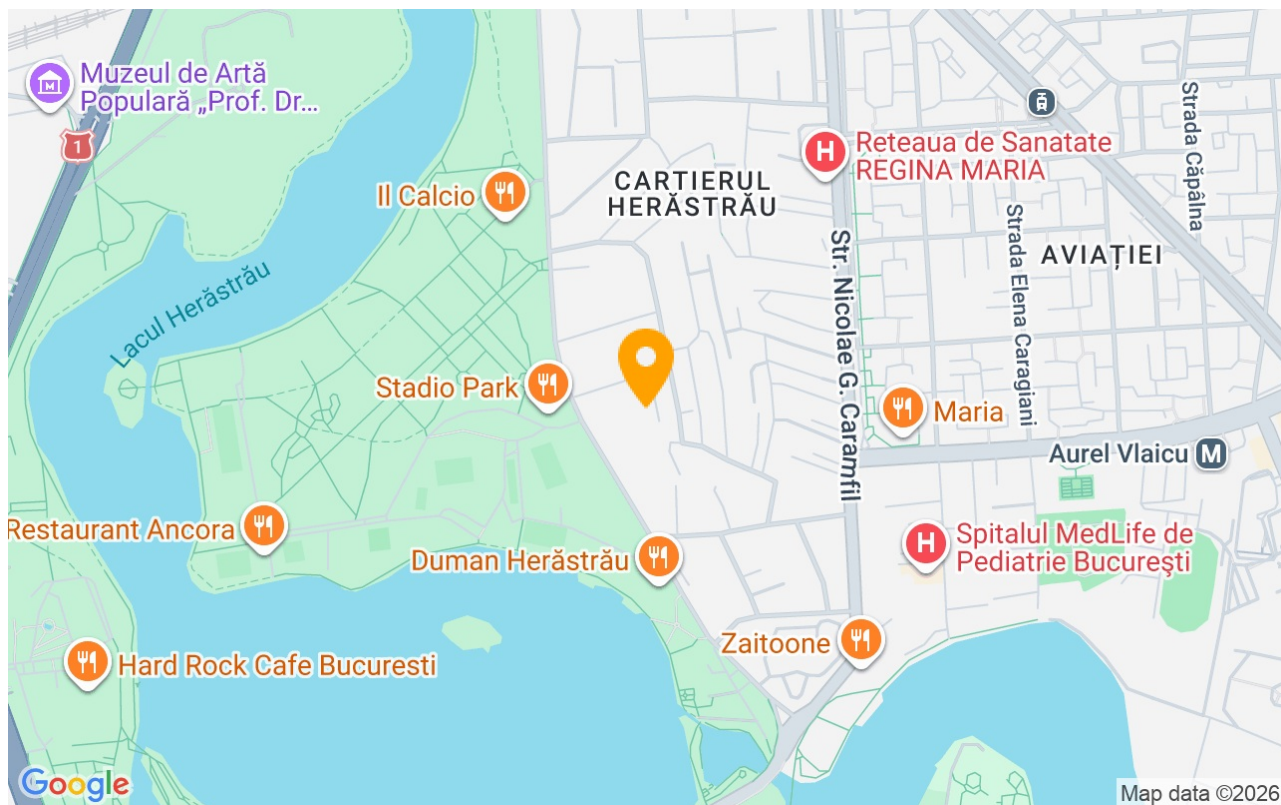 Muzeul de Artă
Populară „Prof. Dr...
1
Il Calcio
CARTIERUL
HERĂSTRĂU
H
Reteaua de Sanatate
REGINA MARIA
Strada Căpâlna
AVIAȚIEI
Strada Elena Caragiani
Str. Nicolae G. Caramfil
Lacul Herăstrău
Stadio Park
Maria
Aurel Vlaicu M
Restaurant Ancora
Duman Herăstrău
H
Spitalul MedLife de
Pediatrie București
Zaitoone
Hard Rock Cafe Bucuresti
Google
Map data ©2026